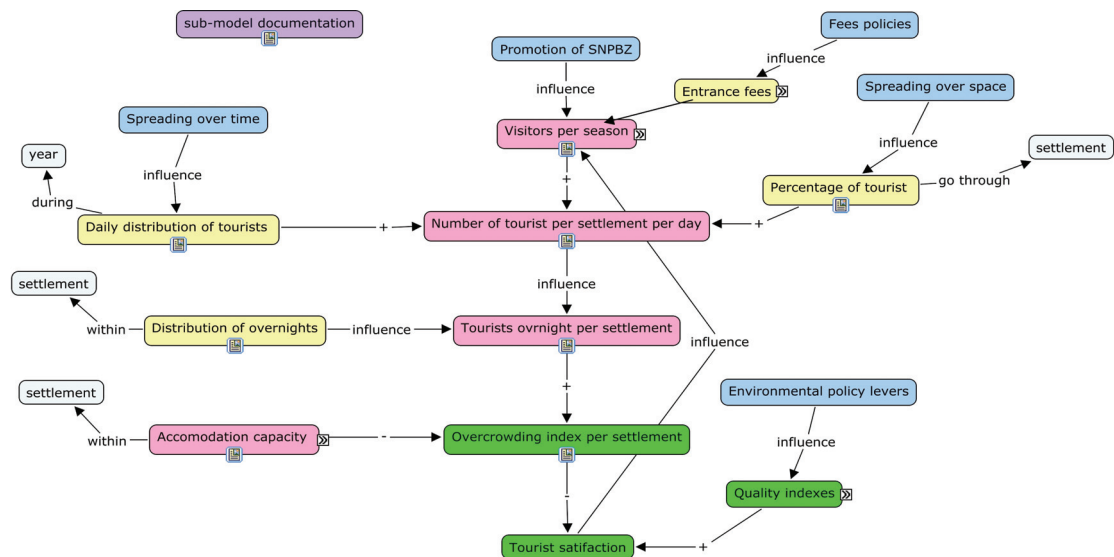 sub-model documentation
Fees policies
Promotion of SNPBZ
influence
influence
Entrance fees
Spreading over space
Spreading over time
Visitors per season
influence
settlement
year
influence
+
Percentage of tourist
go through
during
Daily distribution of tourists
+
Number of tourist per settlement per day
+
settlement
influence
within
Distribution of overnights
influence
Tourists ovrnight per settlement
influence
settlement
+
Environmental policy levers
within
Accomodation capacity
-
Overcrowding index per settlement
influence
-
Quality indexes
Tourist satifaction
+